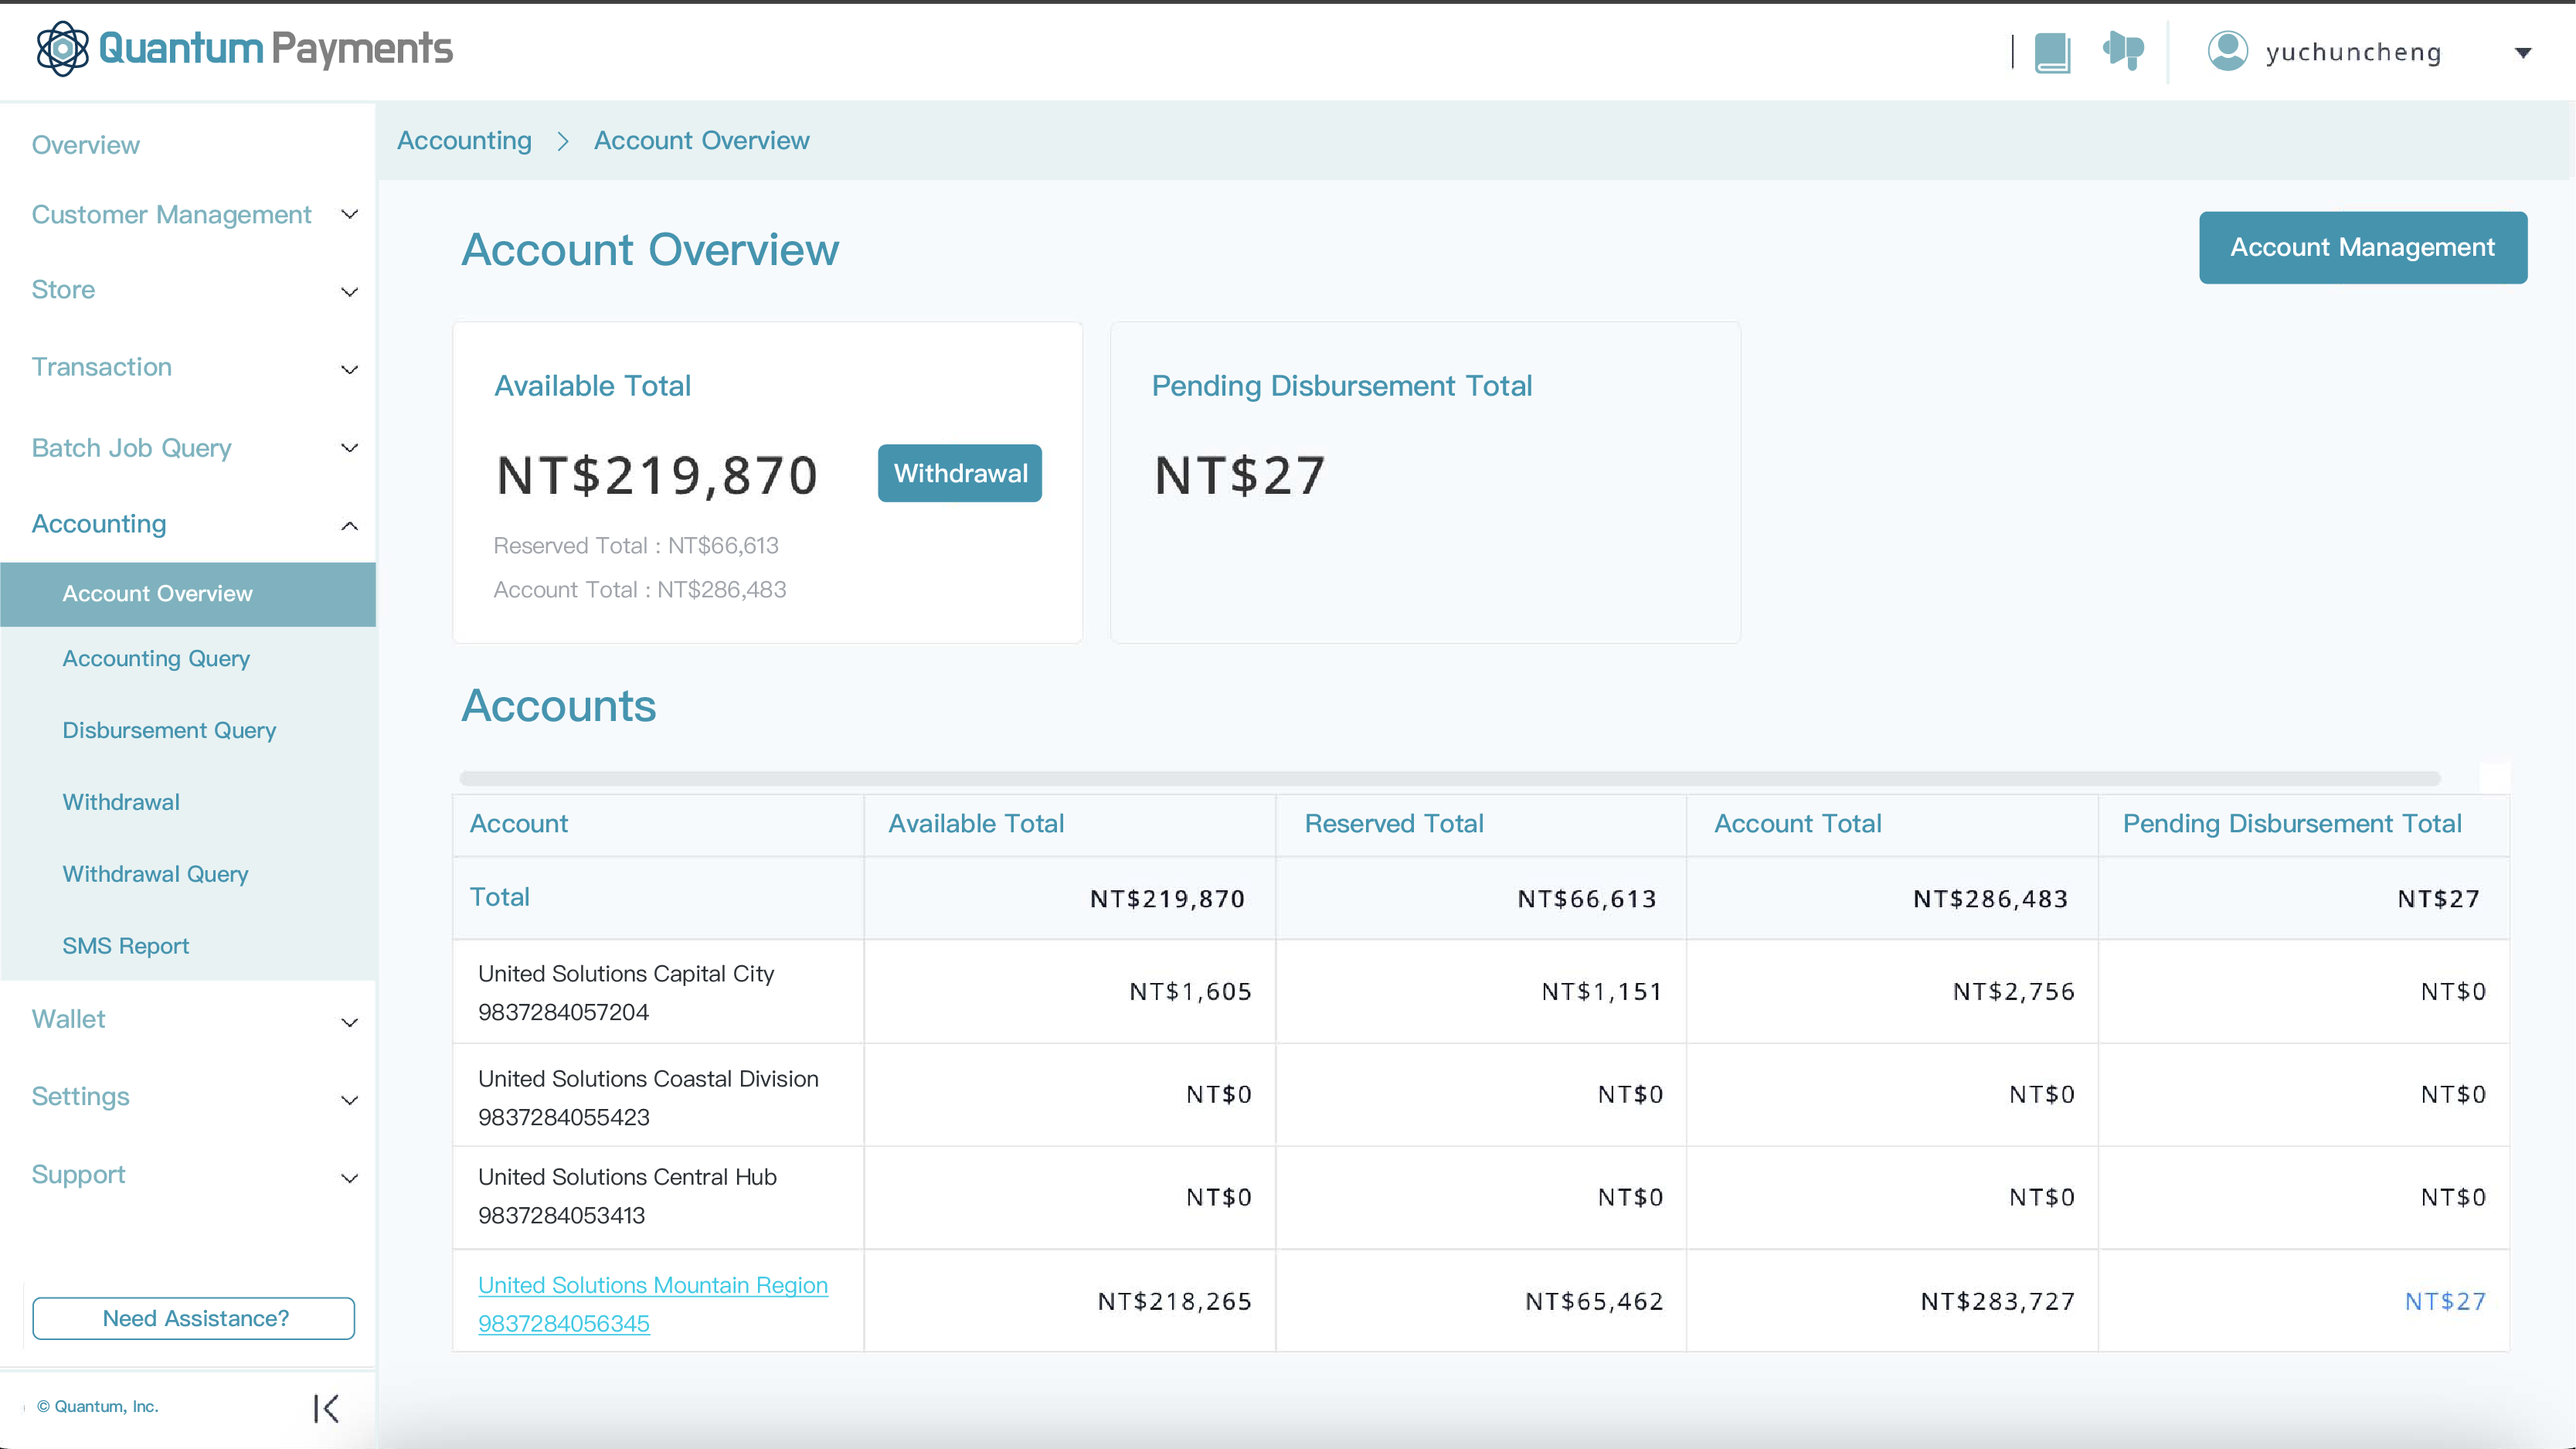 Quantum Payments
yuchuncheng
Overview
Customer Management
Store
Transaction
Batch Job Query
Accounting
Account Overview
Accounting Query
Disbursement Query
Withdrawal
Withdrawal Query
SMS Report
Wallet
Settings
Support
Need Assistance?
© Quantum, Inc.
Accounting > Account Overview
Account Overview
Account Management
Available Total
NT$219,870
Withdrawal
Reserved Total : NT$66,613
Account Total : NT$286,483
Pending Disbursement Total
NT$27
Accounts
Account Available Total Reserved Total Account Total Pending Disbursement Total
Total NT$219,870 NT$66,613 NT$286,483 NT$27
United Solutions Capital City
9837284057204
NT$1,605 NT$1,151 NT$2,756 NT$0
United Solutions Coastal Division
9837284055423
NT$0 NT$0 NT$0 NT$0
United Solutions Central Hub
9837284053413
NT$0 NT$0 NT$0 NT$0
United Solutions Mountain Region
9837284056345
NT$218,265 NT$65,462 NT$283,727 NT$27